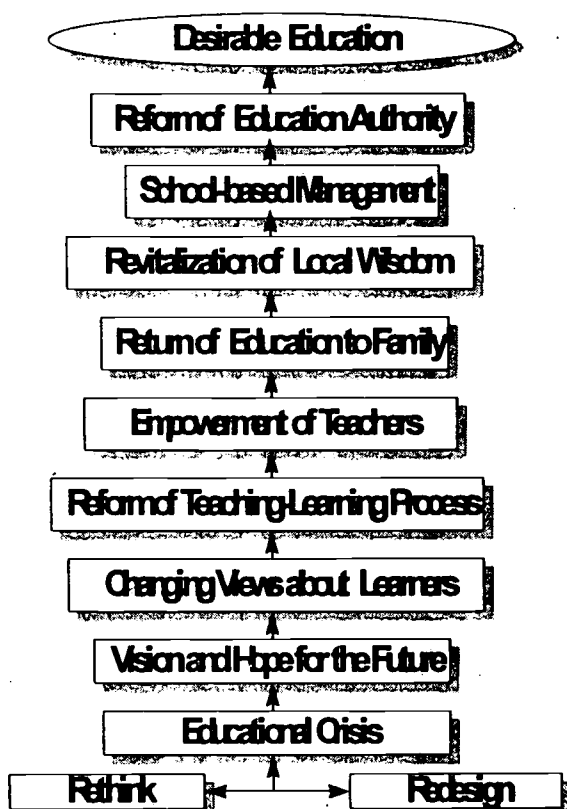 Desirable Education
Reform of Education Authority
School-based Management
Revitalization of Local Wisdom
Return of Education to Family
Empowerment of Teachers
Reform of Teaching-Learning Process
Changing Views about Learners
Vision and Hope for the Future
Educational Crisis
Rethink
Redesign